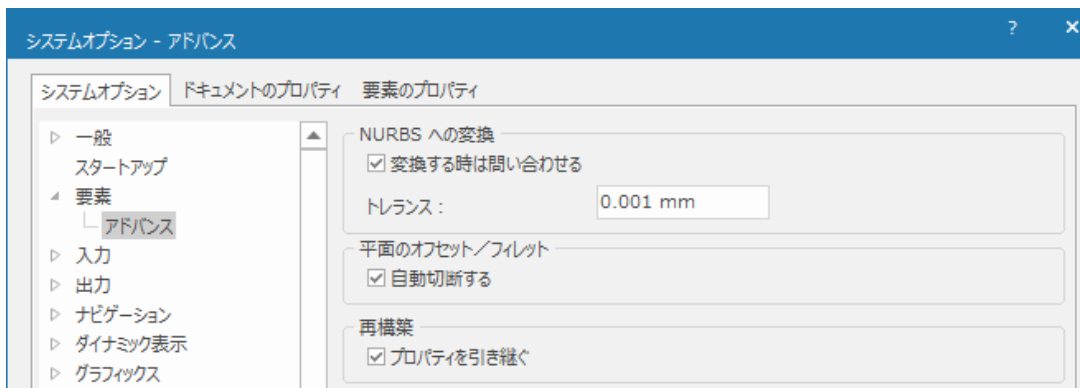 システムオプション - アドバンス
システムオプション ドキュメントのプロパティ 要素のプロパティ
一般
スタートアップ
要素
アドバンス
入力
出力
ナビゲーション
ダイナミック表示
グラフィックス
NURBS への変換
変換する時は問い合わせる
トレランス : 0.001 mm
平面のオフセット／フィレット
自動切断する
再構築
プロパティを引き継ぐ